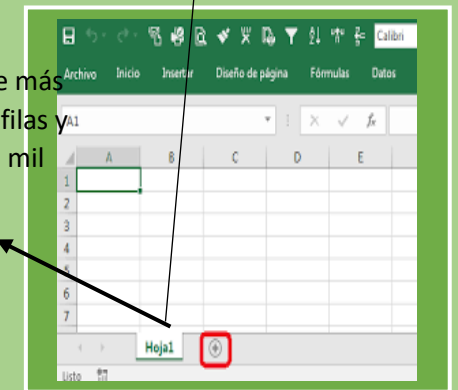 Calibri
Archivo Inicio Insertar Diseño de página Fórmulas Datos
e más
filas y
mil
A1 fx
A B C D E
1
2
3
4
5
6
7
Hoja1
Listo